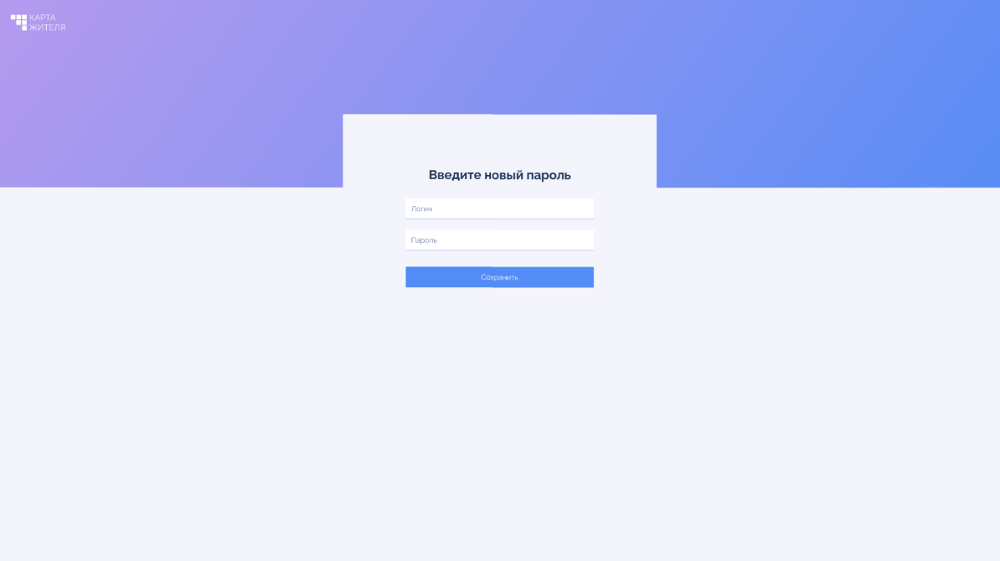 КАРТА
ЖИТЕЛЯ
Введите новый пароль
Логин
Пароль
Сохранить